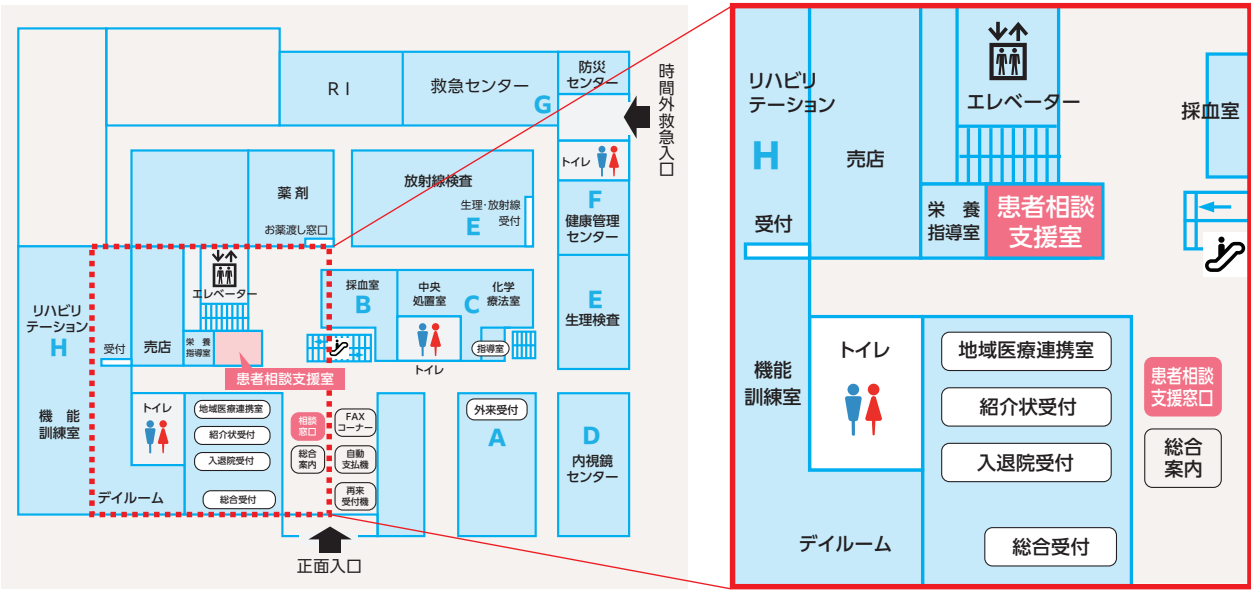 RI
救急センター
G
防災
センター
時間外救急入口
トイレ
薬剤
お薬渡し窓口
放射線検査
生理・放射線
受付
E
F
健康管理
センター
E
生理検査
リハビリ
テーション
H
受付
売店
エレベーター
栄養
指導室
患者相談支援室
採血室
B
中央
処置室
C
化学
療法室
指導室
トイレ
機能
訓練室
デイルーム
トイレ
地域医療連携室
紹介状受付
入退院受付
総合受付
相談
窓口
総合
案内
FAX
コーナー
自動
支払機
再来
受付機
外来受付
A
D
内視鏡
センター
正面入口
リハビリ
テーション
H
受付
売店
エレベーター
採血室
栄養
指導室
患者相談
支援室
機能
訓練室
トイレ
地域医療連携室
紹介状受付
入退院受付
総合受付
患者相談
支援窓口
総合
案内
デイルーム